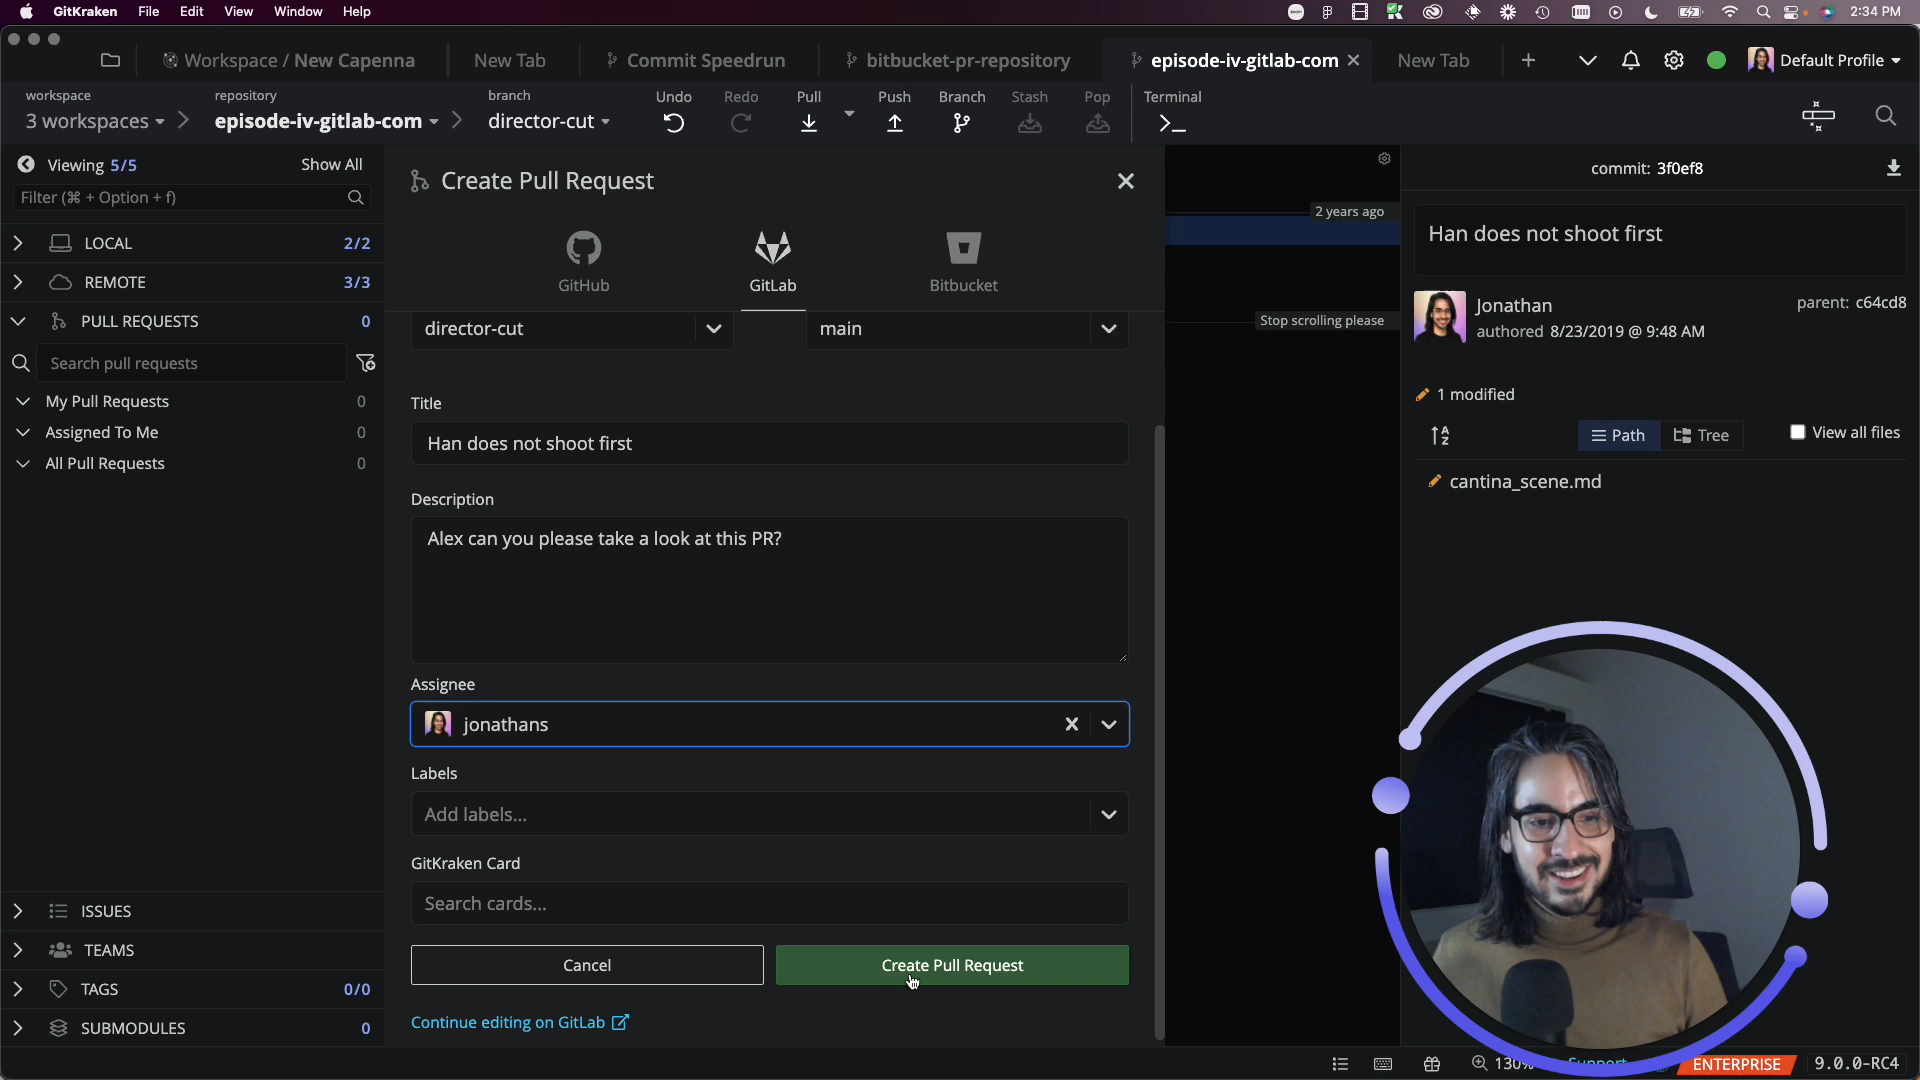 GitKraken File Edit View Window Help 2:34 PM
Workspace / New Capenna New Tab Commit Speedrun bitbucket-pr-repository episode-iv-gitlab-com New Tab Default Profile
workspace repository branch Undo Redo Pull Push Branch Stash Pop Terminal
3 workspaces episode-iv-gitlab-com director-cut
Viewing 5/5 Show All
Filter (⌘ + Option + f)
LOCAL 2/2
REMOTE 3/3
PULL REQUESTS 0
Search pull requests
My Pull Requests 0
Assigned To Me 0
All Pull Requests 0
ISSUES
TEAMS
TAGS 0/0
SUBMODULES 0
Create Pull Request
GitHub GitLab Bitbucket
director-cut main
Title
Han does not shoot first
Description
Alex can you please take a look at this PR?
Assignee
jonathans
Labels
Add labels...
GitKraken Card
Search cards...
Cancel Create Pull Request
Continue editing on GitLab
2 years ago
Stop scrolling please
commit: 3f0ef8
Han does not shoot first
Jonathan parent: c64cd8
authored 8/23/2019 @ 9:48 AM
1 modified
Path Tree View all files
cantina_scene.md
130% Support ENTERPRISE 9.0.0-RC4